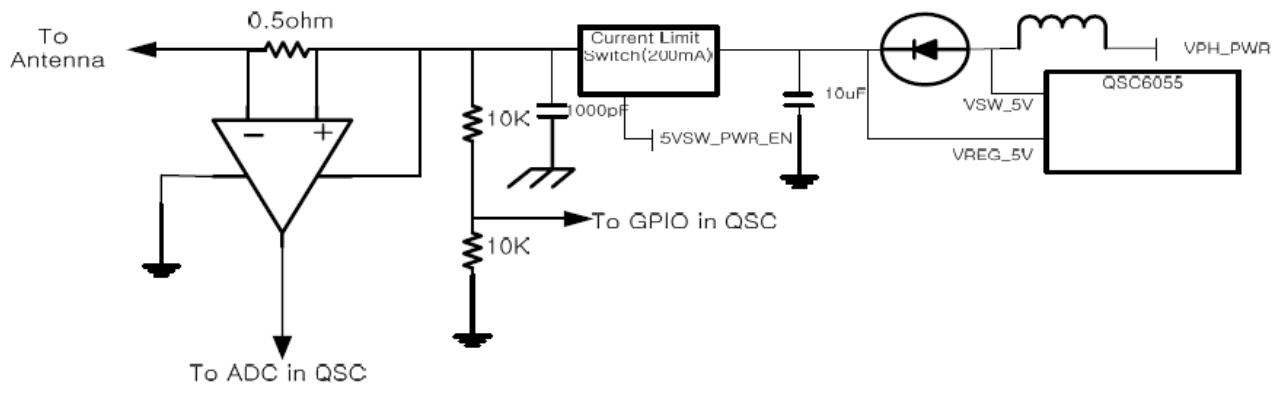 0.5ohm
To
Antenna
Current Limit
Switch(200mA)
VPH_PWR
QSC6055
10uF
VSW_5V
1000pF
10K
5VSW_PWR_EN
VREG_5V
−
+
To GPIO in QSC
10K
To ADC in QSC